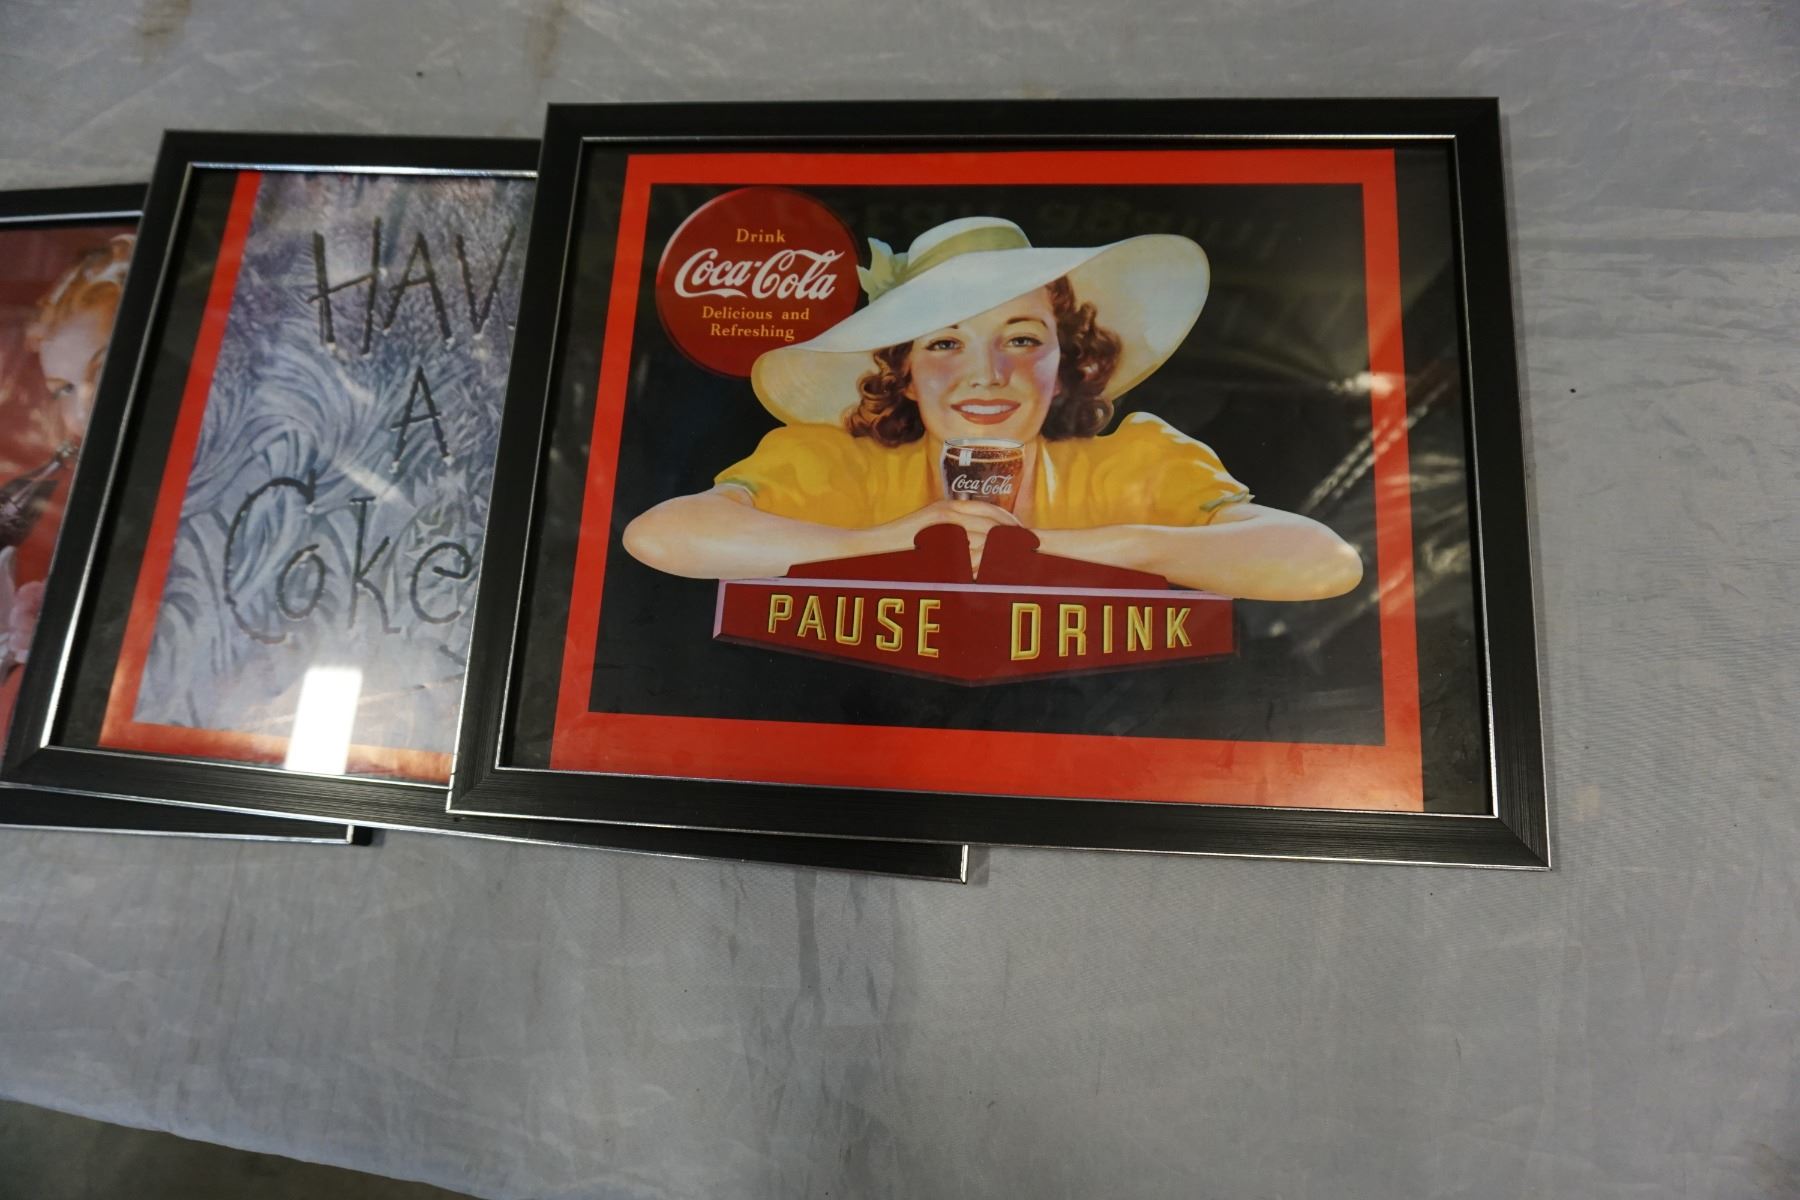 HAV
A
Coke
Drink
Coca-Cola
Delicious and
Refreshing
Coca-Cola
PAUSE DRINK